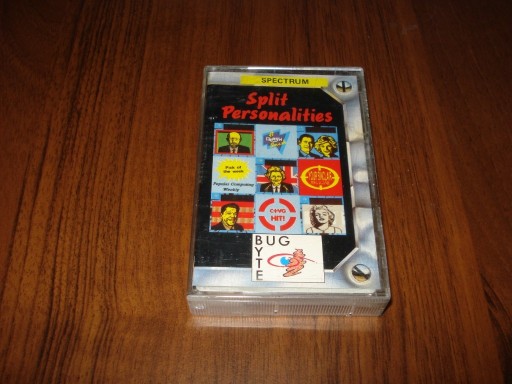 SPECTRUM
Split
Personalities
Pick of
the week
Popular Computing
Weekly
C+VG
HIT!
BUG
BYTE